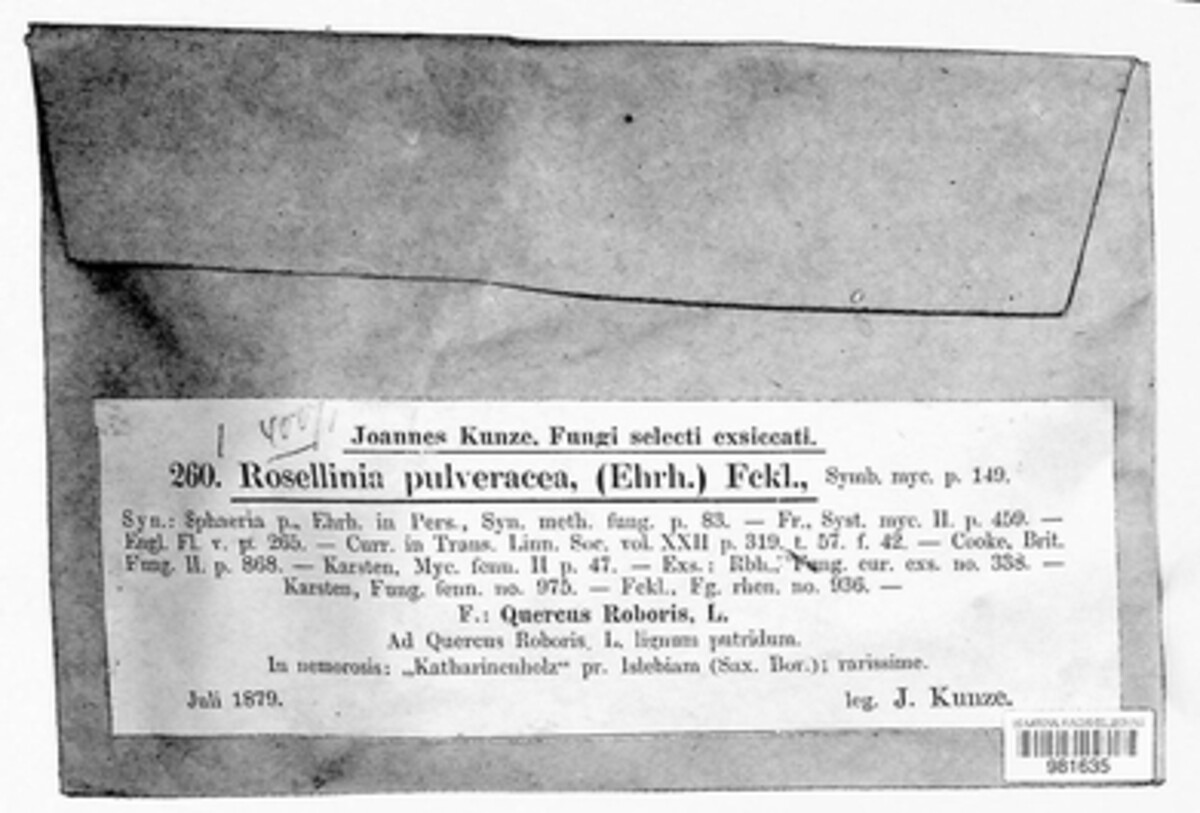 Joannes Kunze. Fungi selecti exsiccati.
260. Rosellinia pulveracea, (Ehrh.) Fckl., Symb. myc. p. 149.
Syn.: Sphaeria p., Ehrh. in Pers., Syn. meth. fung. p. 83. — Fr., Syst. myc. II. p. 459. —
Engl. Fl. v. pt. 265. — Curr. in Trans. Linn. Soc. vol. XXII p. 319. t. 57. f. 42. — Cooke, Brit.
Fung. II. p. 868. — Karsten, Myc. fenn. II p. 47. — Exs.: Rbh., Fung. eur. exs. no. 338. —
Karsten, Fung. fenn. no. 975. — Fckl., Fg. rhen. no. 936. —
F.: Quercus Roboris, L.
Ad Quercus Roboris, L. lignum putridum.
In nemorosis: „Katharinenholz“ pr. Islebiam (Sax. Bor.); rarissime.
Juli 1879. leg. J. Kunze.
981635